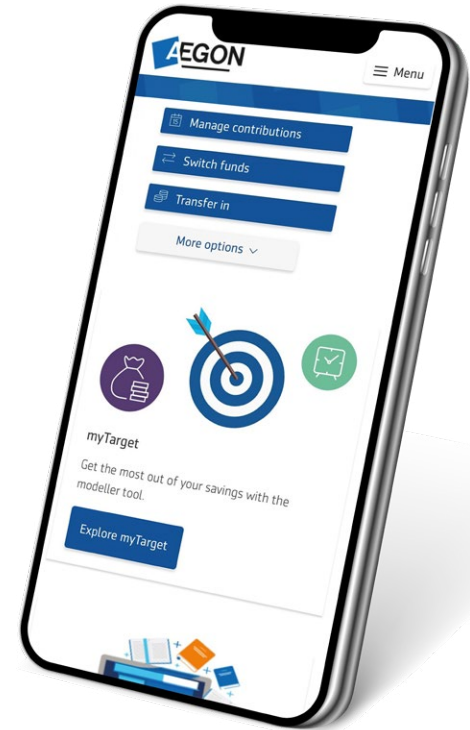 AEGON
Menu
Manage contributions
Switch funds
Transfer in
More options
myTarget
Get the most out of your savings with the
modeller tool.
Explore myTarget